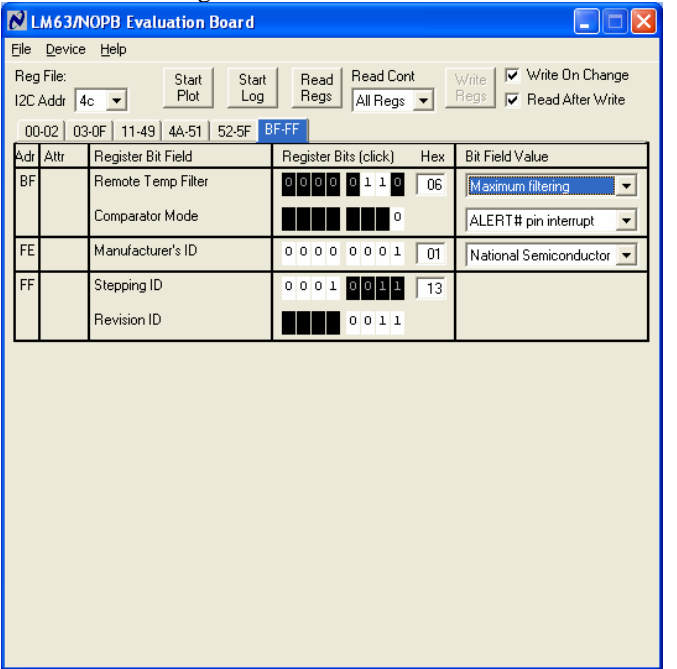 LM63/NOPB Evaluation Board
File Device Help
Reg File: Start Plot Start Log Read Regs Read Cont Write Regs Write On Change
I2C Addr 4c All Regs Read After Write
00-02 03-0F 11-49 4A-51 52-5F BF-FF
Adr Attr Register Bit Field Register Bits (click) Hex Bit Field Value
BF Remote Temp Filter 0 0 0 0 0 1 1 0 06 Maximum filtering
Comparator Mode 0 ALERT# pin interrupt
FE Manufacturer's ID 0 0 0 0 0 0 0 1 01 National Semiconductor
FF Stepping ID 0 0 0 1 0 0 1 1 13
Revision ID 0 0 1 1